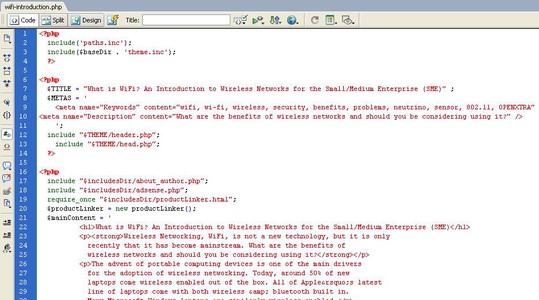 wifi-introduction.php
Code Split Design Title:
1 <?php
2 include('paths.inc');
3 include($baseDir . 'theme.inc');
4 ?>
5
6 <?php
7 $TITLE = "What is WiFi? An Introduction to Wireless Networks for the Small/Medium Enterprise (SME)" ;
8 $METAS = '
9 <meta name="Keywords" content="wifi, wi-fi, wireless, security, benefits, problems, neutrino, sensor, 802.11, OPENXTRA"
10 <meta name="Description" content="What are the benefits of wireless networks and should you be considering using it?" />
11 ';
12 include "$THEME/header.php";
13 include "$THEME/head.php";
14 ?>
15
16 <?php
17 include "$includesDir/about_author.php";
18 include "$includesDir/adsense.php";
19 require_once "$includesDir/productLinker.html";
20 $productLinker = new productLinker();
21 $mainContent = '
22 <h1>What is WiFi? An Introduction to Wireless Networks for the Small/Medium Enterprise (SME)</h1>
23 <p><strong>Wireless Networking, WiFi, is not a new technology, but it is only
24 recently that it has become mainstream. What are the benefits of
25 wireless networks and should you be considering using it?</strong></p>
26 <p>The advent of portable computing devices is one of the main drivers
27 for the adoption of wireless networking. Today, around 50% of new
28 laptops come wireless enabled out of the box. All of Apple&rsquo;s latest
29 line of laptops come with both wireless &amp; bluetooth built in.